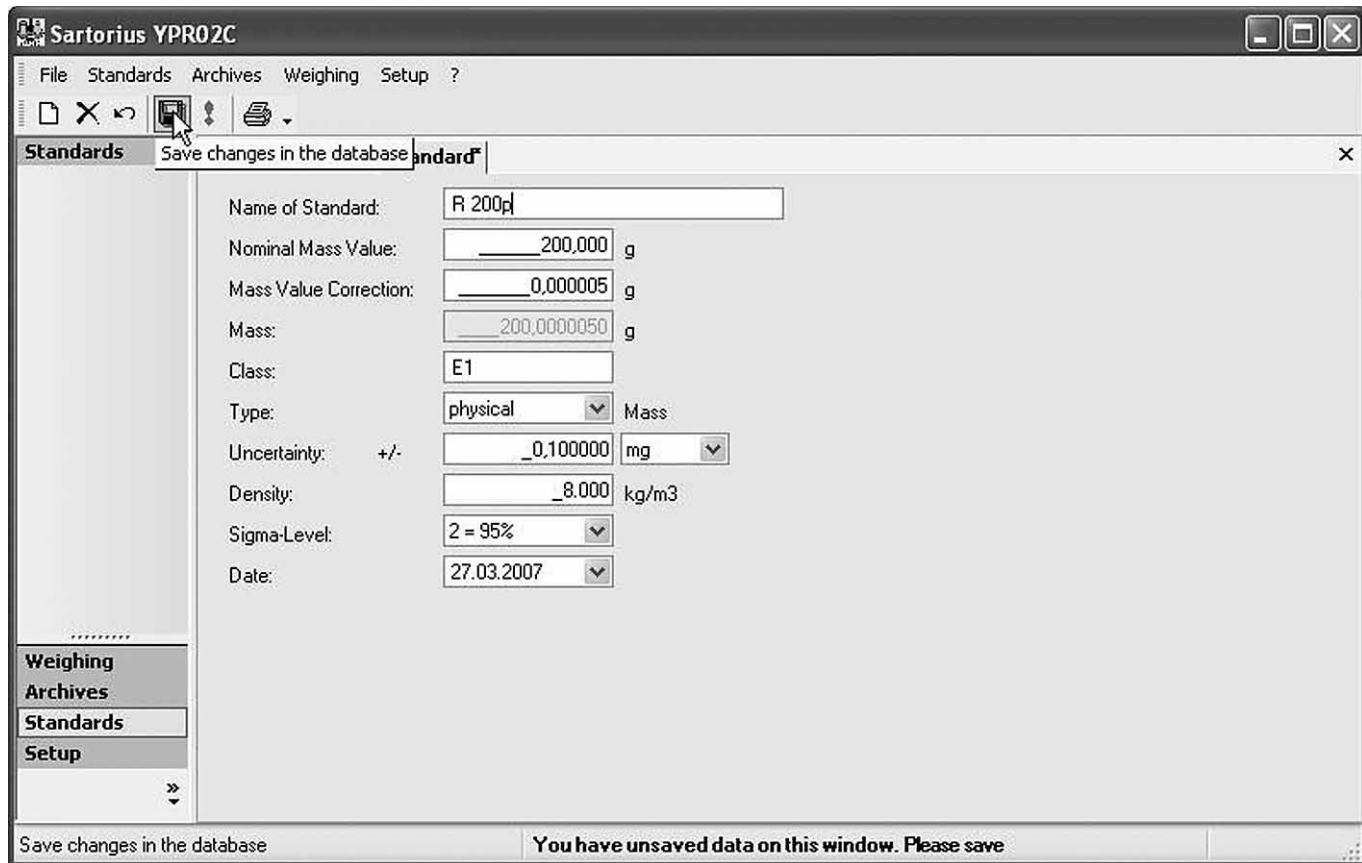 Sartorius YPR02C
File Standards Archives Weighing Setup ?
Standards
Save changes in the database
andard*
Name of Standard: R 200p
Nominal Mass Value: ______200,000 g
Mass Value Correction: _______0,000005 g
Mass: ____200,0000050 g
Class: E1
Type: physical Mass
Uncertainty: +/- _0,100000 mg
Density: _8.000 kg/m3
Sigma-Level: 2 = 95%
Date: 27.03.2007
Weighing
Archives
Standards
Setup
Save changes in the database You have unsaved data on this window. Please save